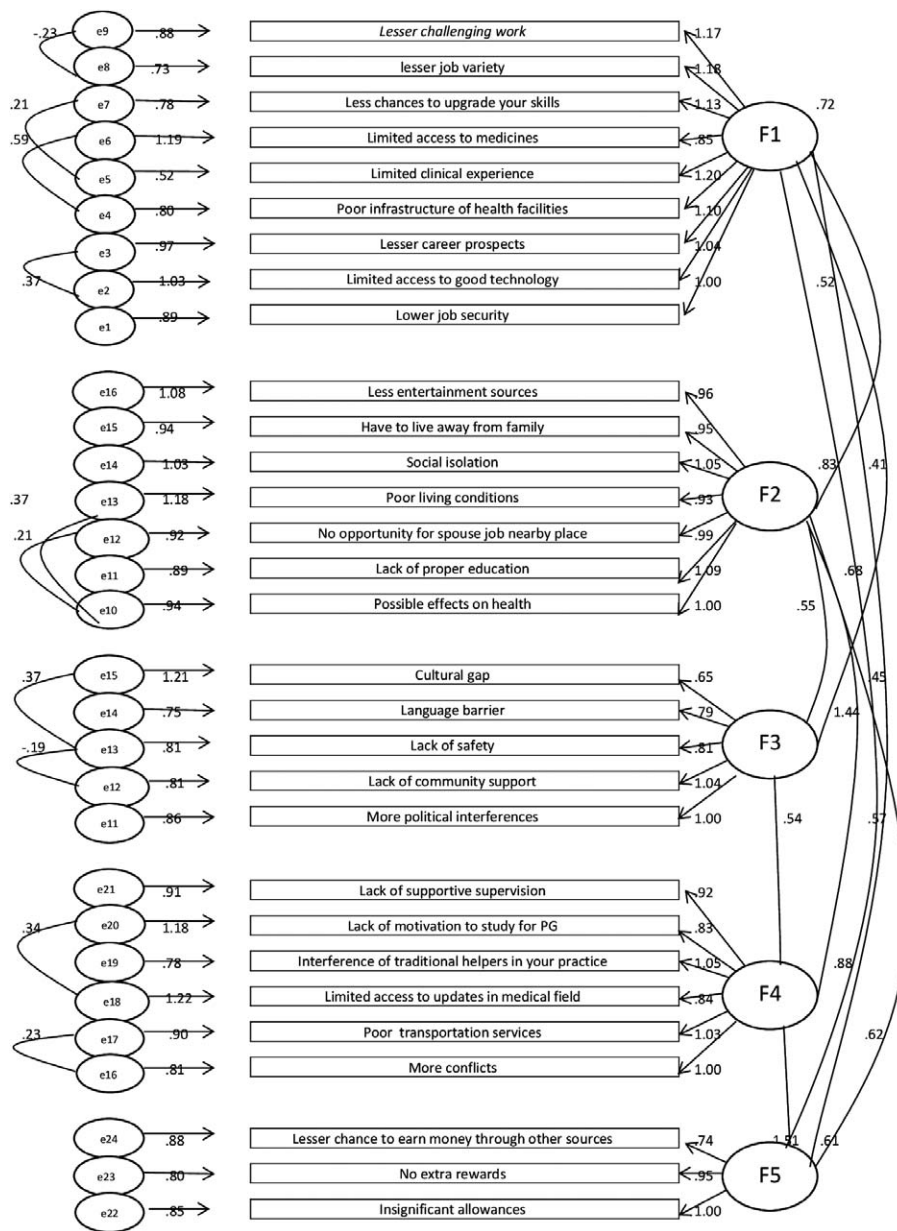 -.23 e9 .88 Lesser challenging work 1.17
e8 .73 lesser job variety 1.18
.21 e7 .78 Less chances to upgrade your skills 1.13 F1 .72
.59 e6 1.19 Limited access to medicines .85
e5 .52 Limited clinical experience 1.20
e4 .80 Poor infrastructure of health facilities 1.10
e3 .97 Lesser career prospects 1.04
.37 e2 1.03 Limited access to good technology 1.00 .52
e1 .89 Lower job security
e16 1.08 Less entertainment sources .96
e15 .94 Have to live away from family .95
e14 1.03 Social isolation 1.05 .83 .41
.37 e13 1.18 Poor living conditions .93 F2
.21 e12 .92 No opportunity for spouse job nearby place .99
e11 .89 Lack of proper education 1.09 .68
e10 .94 Possible effects on health 1.00 .55
.37 e15 1.21 Cultural gap .65 .45
e14 .75 Language barrier .79 1.44
-.19 e13 .81 Lack of safety .81 F3
e12 .81 Lack of community support 1.04
e11 .86 More political interferences 1.00 .54 .57
e21 .91 Lack of supportive supervision .92
.34 e20 1.18 Lack of motivation to study for PG .83
e19 .78 Interference of traditional helpers in your practice 1.05 .88
e18 1.22 Limited access to updates in medical field .84 F4
.23 e17 .90 Poor transportation services 1.03 .62
e16 .81 More conflicts 1.00
e24 .88 Lesser chance to earn money through other sources .74 1.51 .61
e23 .80 No extra rewards .95 F5
e22 .85 Insignificant allowances 1.00